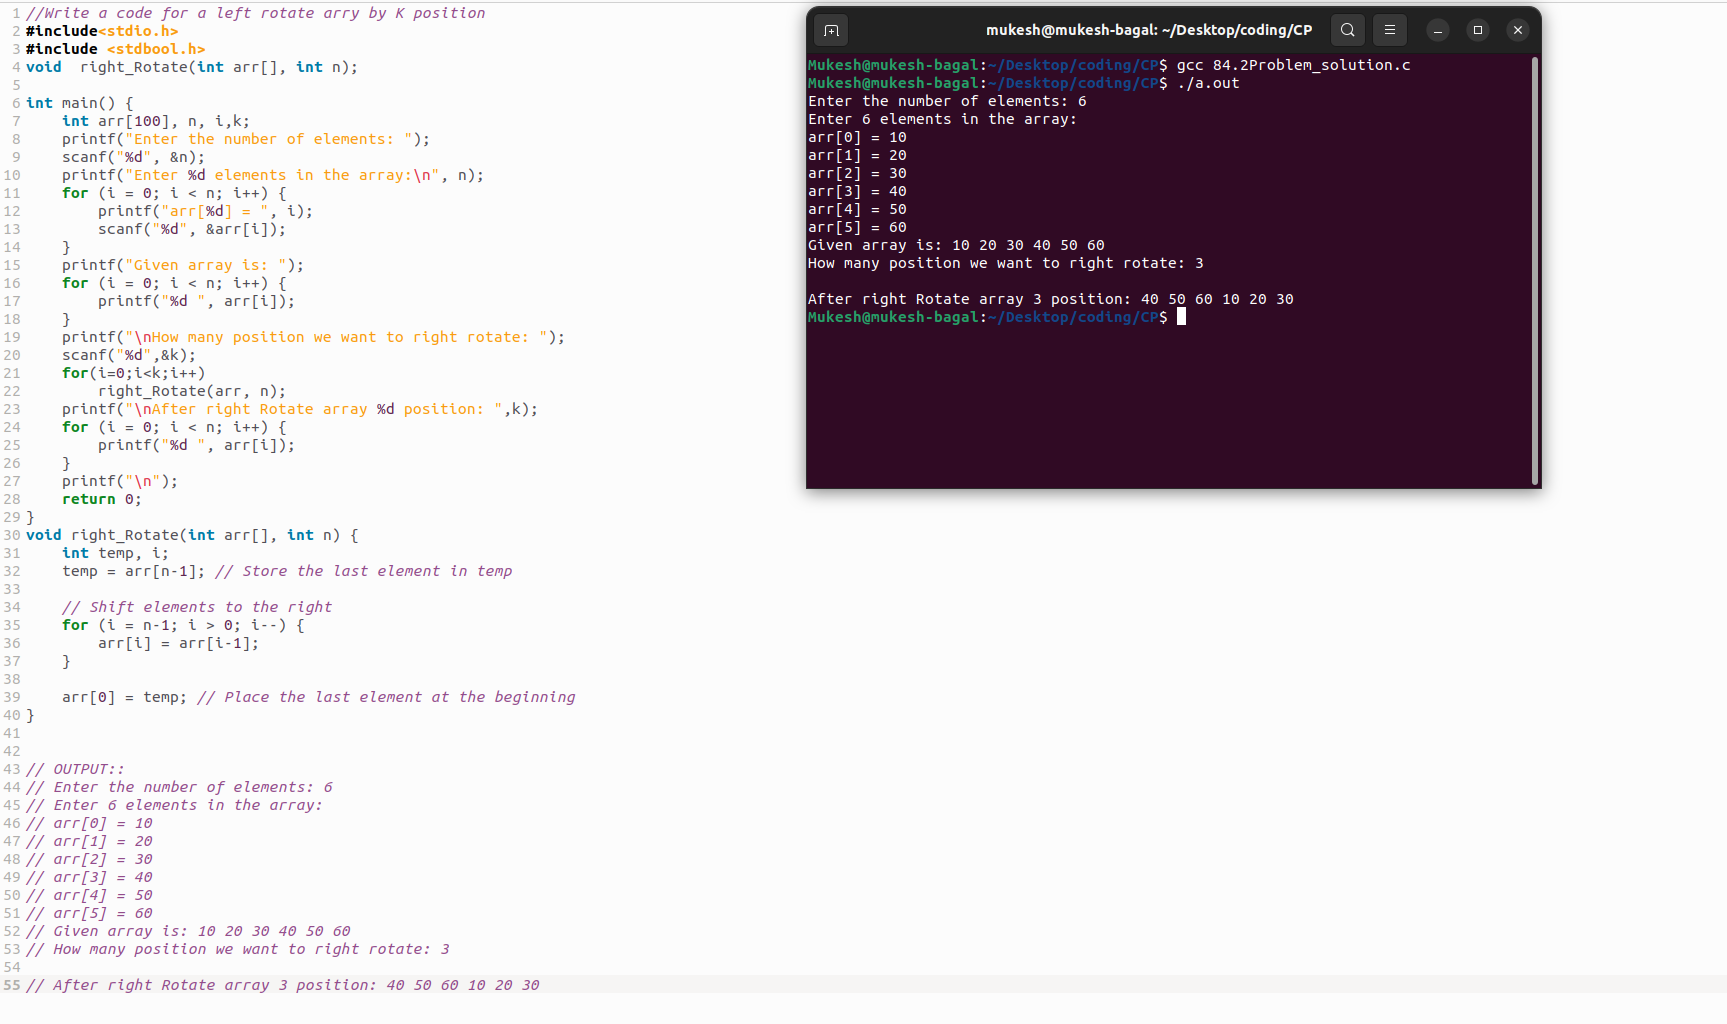 1 //Write a code for a left rotate arry by K position
2 #include<stdio.h>
3 #include <stdbool.h>
4 void  right_Rotate(int arr[], int n);
5
6 int main() {
7     int arr[100], n, i,k;
8     printf("Enter the number of elements: ");
9     scanf("%d", &n);
10     printf("Enter %d elements in the array:\n", n);
11     for (i = 0; i < n; i++) {
12         printf("arr[%d] = ", i);
13         scanf("%d", &arr[i]);
14     }
15     printf("Given array is: ");
16     for (i = 0; i < n; i++) {
17         printf("%d ", arr[i]);
18     }
19     printf("\nHow many position we want to right rotate: ");
20     scanf("%d",&k);
21     for(i=0;i<k;i++)
22         right_Rotate(arr, n);
23     printf("\nAfter right Rotate array %d position: ",k);
24     for (i = 0; i < n; i++) {
25         printf("%d ", arr[i]);
26     }
27     printf("\n");
28     return 0;
29 }
30 void right_Rotate(int arr[], int n) {
31     int temp, i;
32     temp = arr[n-1]; // Store the last element in temp
33
34     // Shift elements to the right
35     for (i = n-1; i > 0; i--) {
36         arr[i] = arr[i-1];
37     }
38
39     arr[0] = temp; // Place the last element at the beginning
40 }
41
42
43 // OUTPUT::
44 // Enter the number of elements: 6
45 // Enter 6 elements in the array:
46 // arr[0] = 10
47 // arr[1] = 20
48 // arr[2] = 30
49 // arr[3] = 40
50 // arr[4] = 50
51 // arr[5] = 60
52 // Given array is: 10 20 30 40 50 60
53 // How many position we want to right rotate: 3
54
55 // After right Rotate array 3 position: 40 50 60 10 20 30
mukesh@mukesh-bagal: ~/Desktop/coding/CP
Mukesh@mukesh-bagal:~/Desktop/coding/CP$ gcc 84.2Problem_solution.c
Mukesh@mukesh-bagal:~/Desktop/coding/CP$ ./a.out
Enter the number of elements: 6
Enter 6 elements in the array:
arr[0] = 10
arr[1] = 20
arr[2] = 30
arr[3] = 40
arr[4] = 50
arr[5] = 60
Given array is: 10 20 30 40 50 60
How many position we want to right rotate: 3

After right Rotate array 3 position: 40 50 60 10 20 30
Mukesh@mukesh-bagal:~/Desktop/coding/CP$